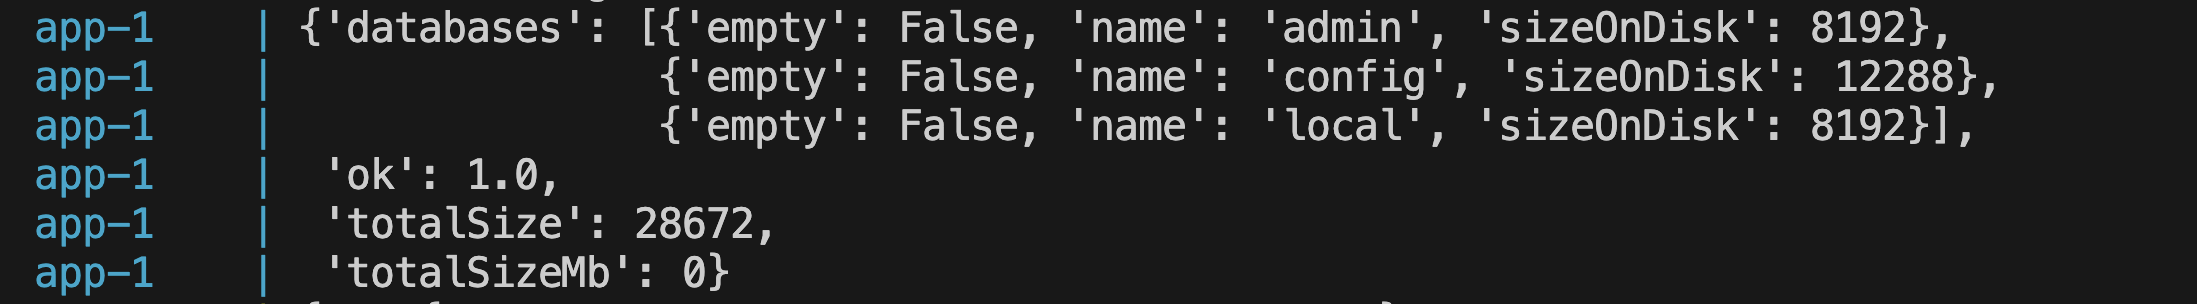 app-1 | {'databases': [{'empty': False, 'name': 'admin', 'sizeOnDisk': 8192},
app-1 | {'empty': False, 'name': 'config', 'sizeOnDisk': 12288},
app-1 | {'empty': False, 'name': 'local', 'sizeOnDisk': 8192}],
app-1 | 'ok': 1.0,
app-1 | 'totalSize': 28672,
app-1 | 'totalSizeMb': 0}